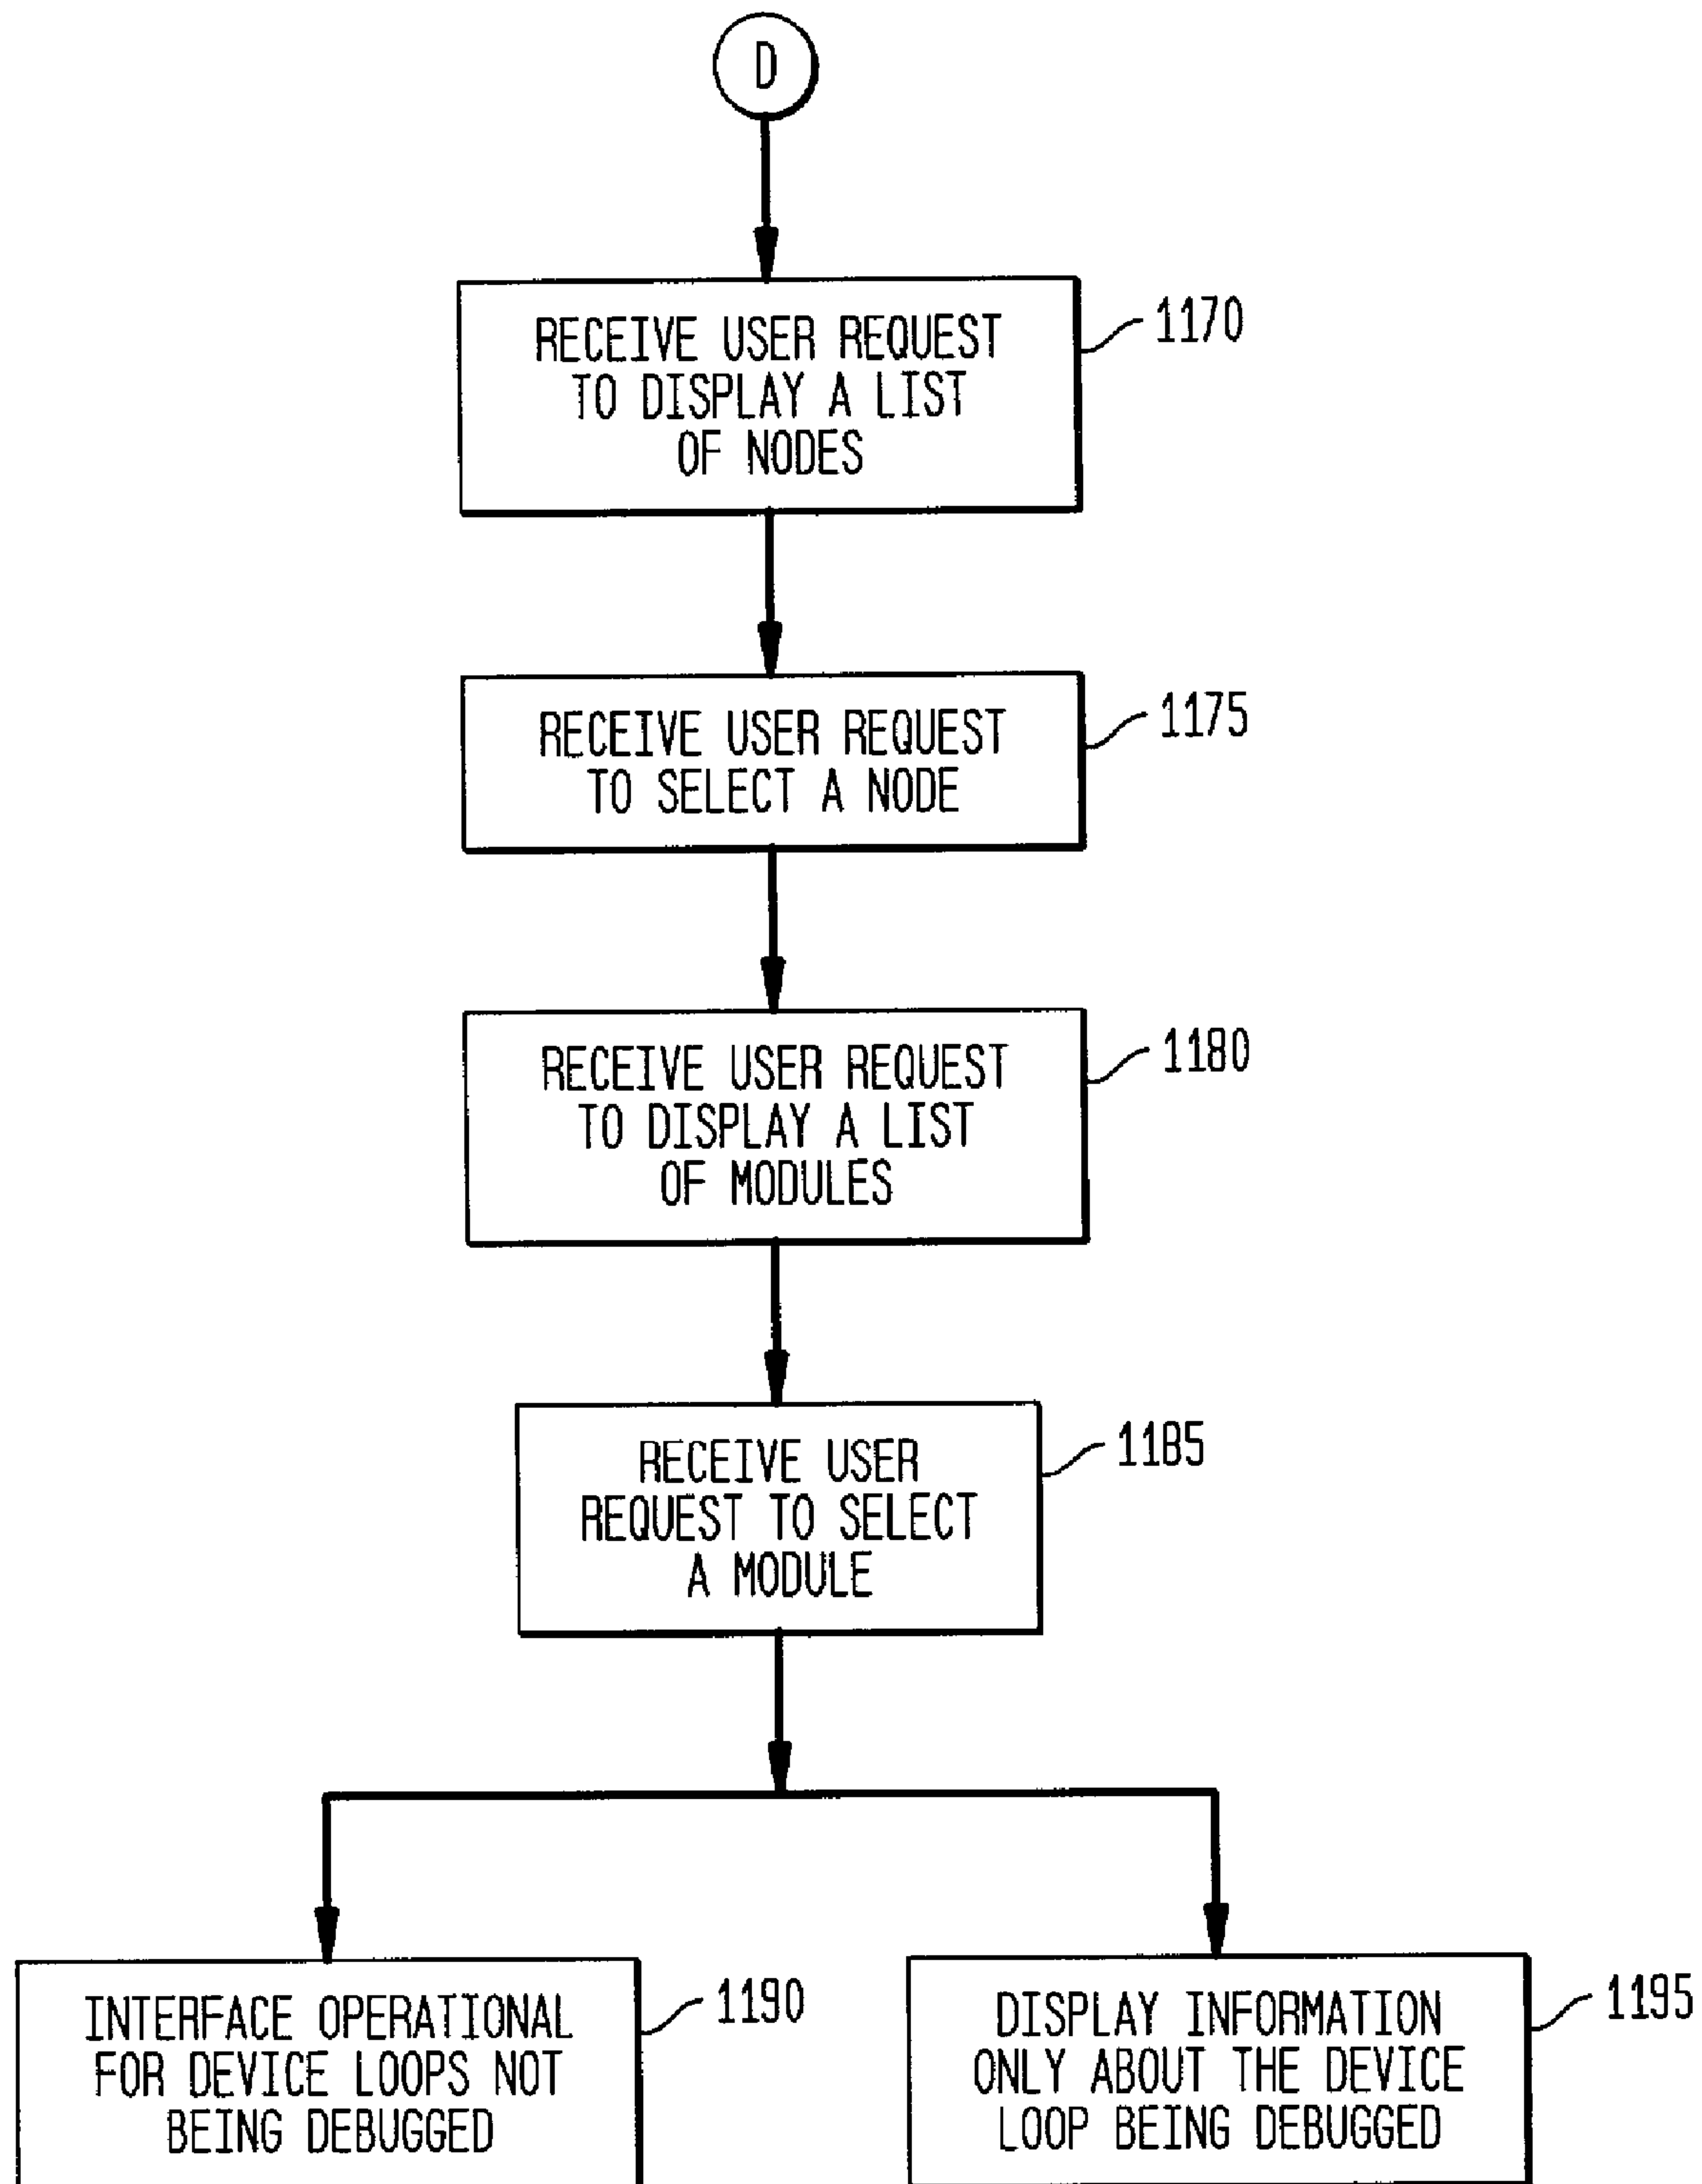 D
RECEIVE USER REQUEST
TO DISPLAY A LIST
OF NODES
1170
RECEIVE USER REQUEST
TO SELECT A NODE
1175
RECEIVE USER REQUEST
TO DISPLAY A LIST
OF MODULES
1180
RECEIVE USER
REQUEST TO SELECT
A MODULE
1185
INTERFACE OPERATIONAL
FOR DEVICE LOOPS NOT
BEING DEBUGGED
1190
DISPLAY INFORMATION
ONLY ABOUT THE DEVICE
LOOP BEING DEBUGGED
1195